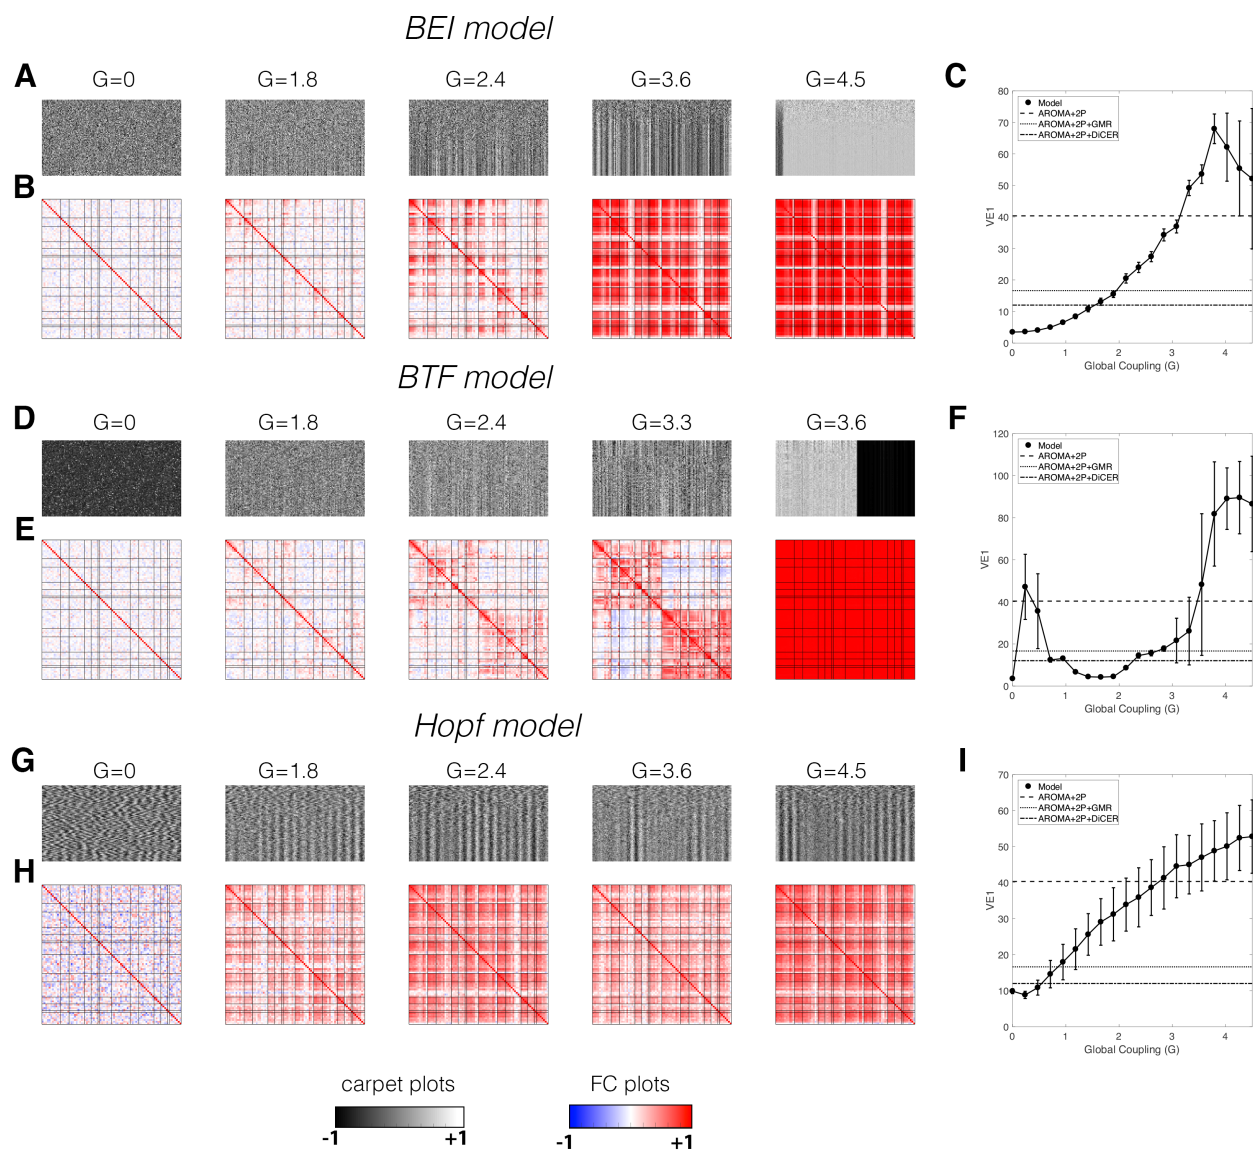 BEI model
A
G=0 G=1.8 G=2.4 G=3.6 G=4.5
B
C
80
70
60
50
40
30
20
10
0
VE1
Model
AROMA+2P
AROMA+2P+GMR
AROMA+2P+DiCER
0 1 2 3 4
Global Coupling (G)
BTF model
D
G=0 G=1.8 G=2.4 G=3.3 G=3.6
E
F
120
100
80
60
40
20
0
VE1
Model
AROMA+2P
AROMA+2P+GMR
AROMA+2P+DiCER
0 1 2 3 4
Global Coupling (G)
Hopf model
G
G=0 G=1.8 G=2.4 G=3.6 G=4.5
H
I
70
60
50
40
30
20
10
0
VE1
Model
AROMA+2P
AROMA+2P+GMR
AROMA+2P+DiCER
0 1 2 3 4
Global Coupling (G)
carpet plots
-1 +1
FC plots
-1 +1